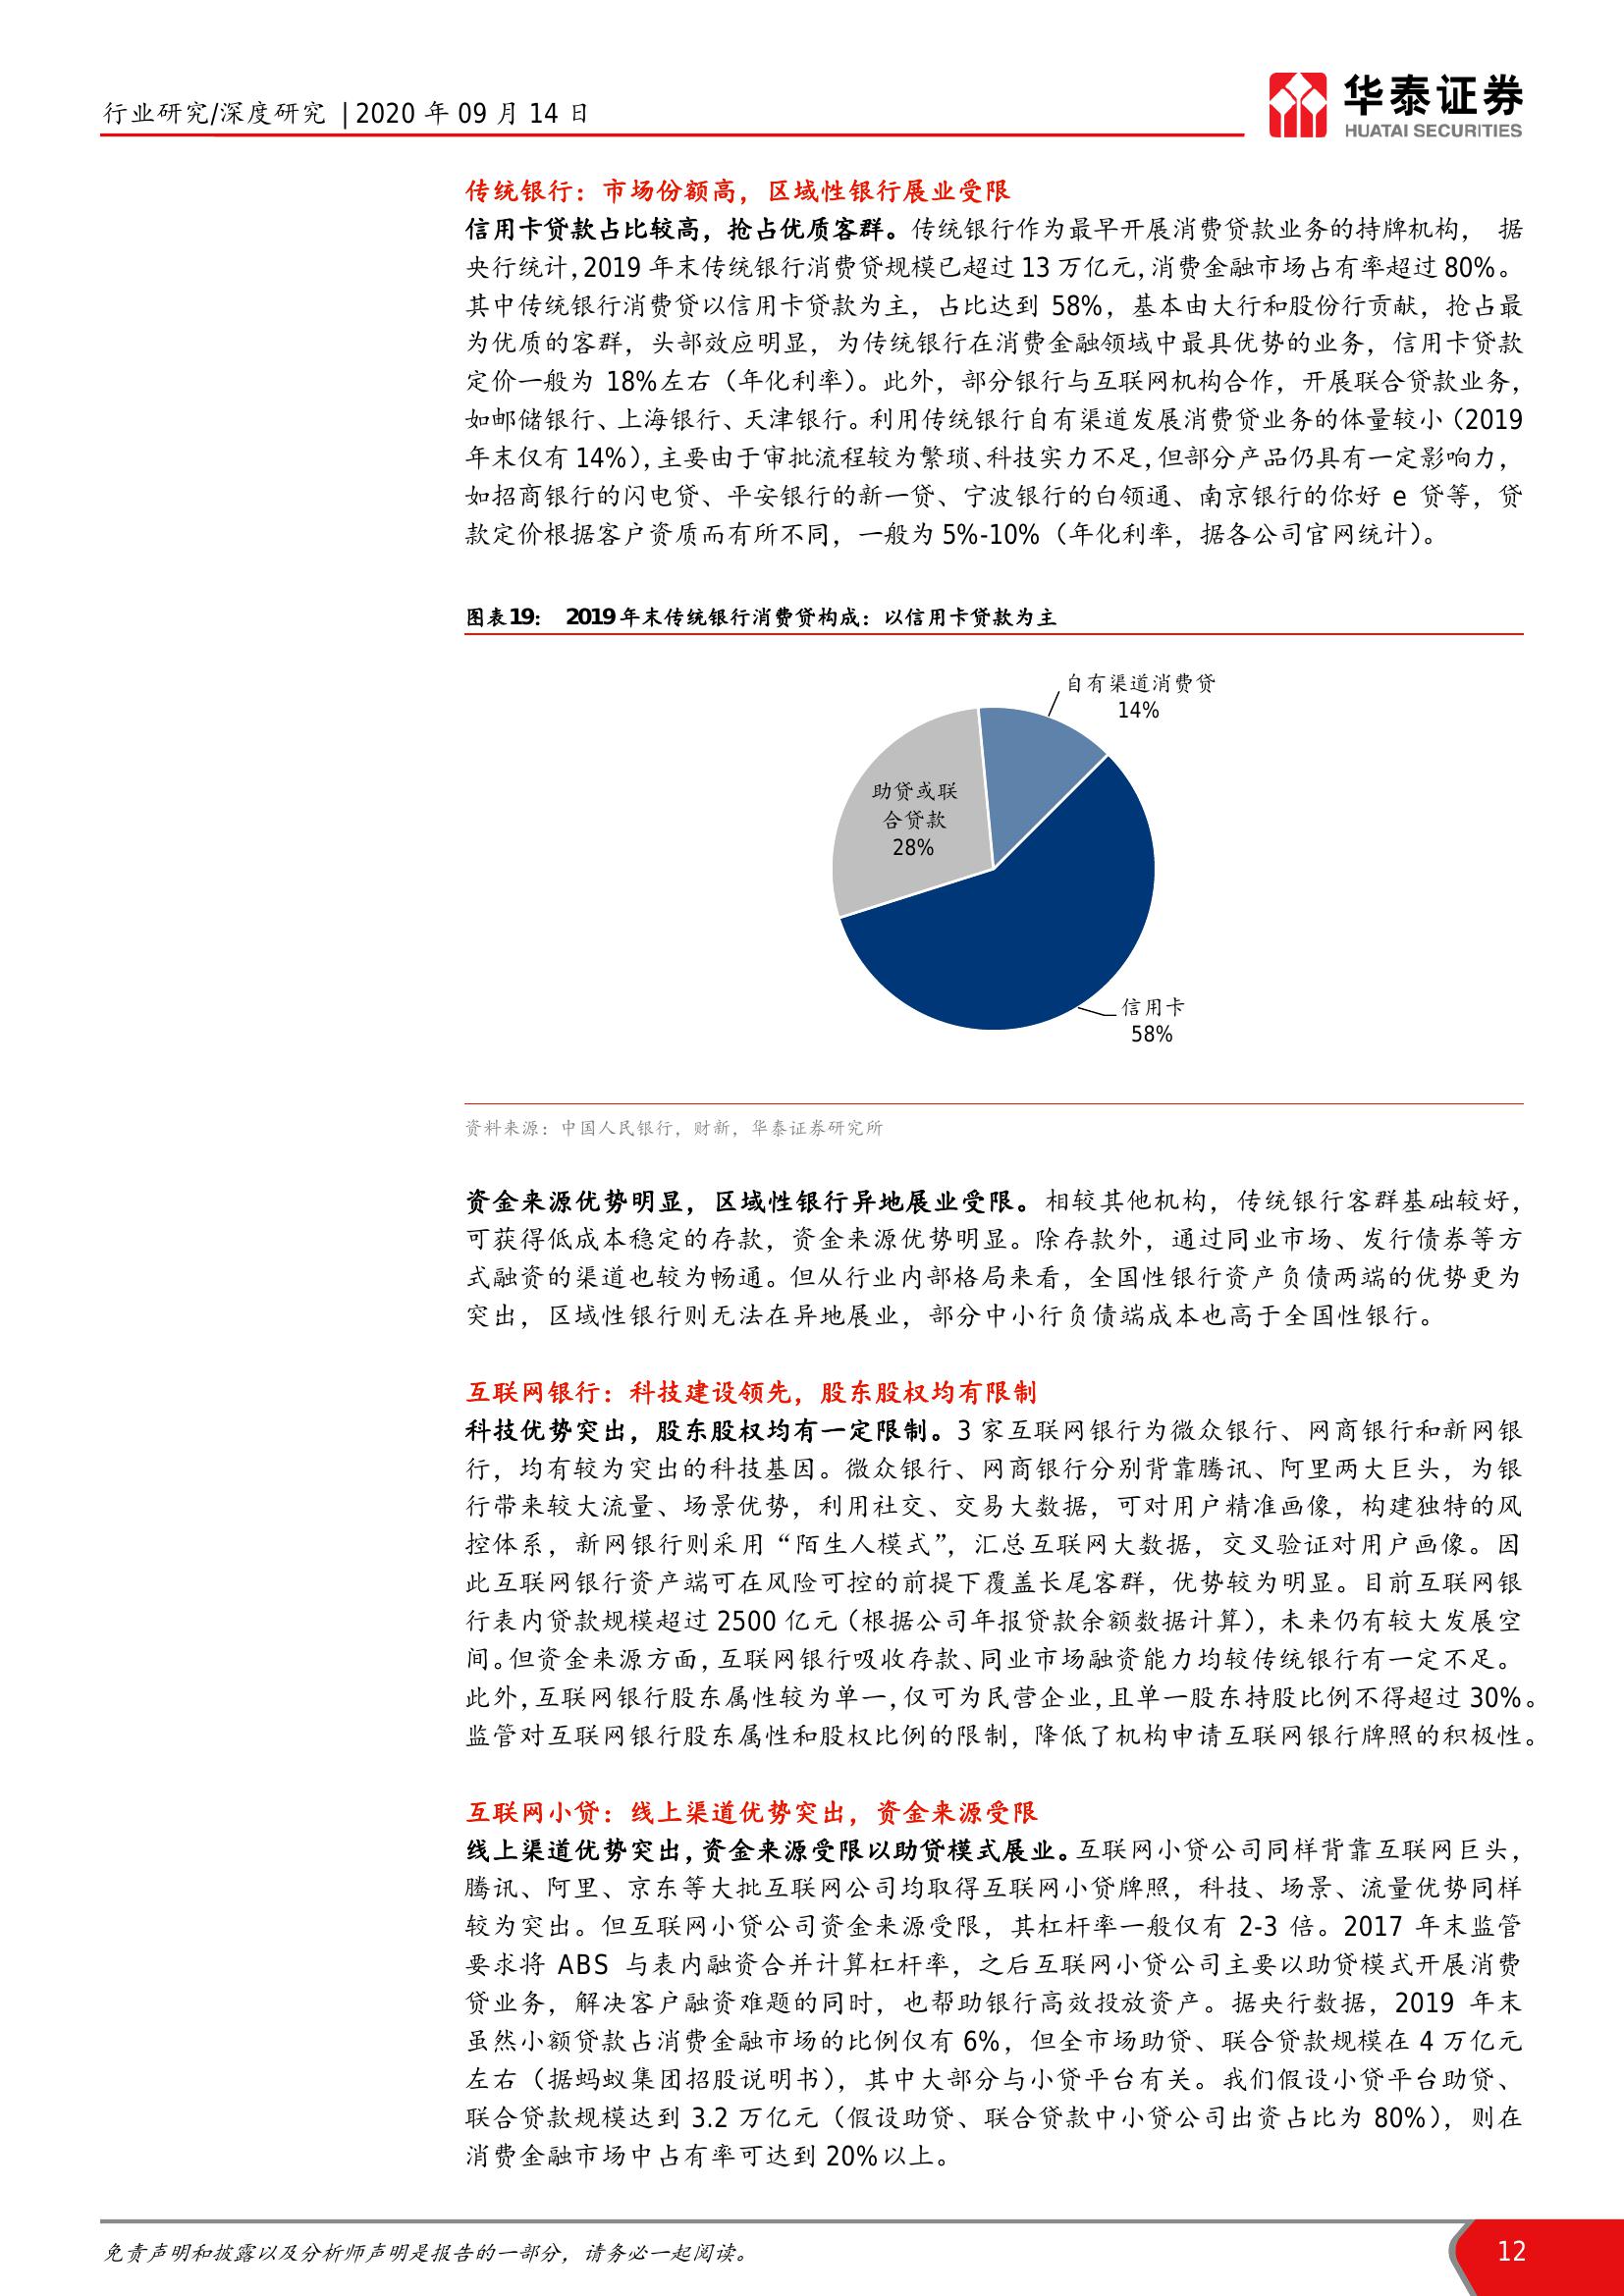 行业研究/深度研究 | 2020 年 09 月 14 日
华泰证券
HUATAI SECURITIES
传统银行：市场份额高，区域性银行展业受限
信用卡贷款占比较高，抢占优质客群。传统银行作为最早开展消费贷款业务的持牌机构， 据
央行统计，2019 年末传统银行消费贷规模已超过 13 万亿元，消费金融市场占有率超过 80%。
其中传统银行消费贷以信用卡贷款为主，占比达到 58%，基本由大行和股份行贡献，抢占最
为优质的客群，头部效应明显，为传统银行在消费金融领域中最具优势的业务，信用卡贷款
定价一般为 18%左右（年化利率）。此外，部分银行与互联网机构合作，开展联合贷款业务，
如邮储银行、上海银行、天津银行。利用传统银行自有渠道发展消费贷业务的体量较小（2019
年末仅有 14%），主要由于审批流程较为繁琐、科技实力不足，但部分产品仍具有一定影响力，
如招商银行的闪电贷、平安银行的新一贷、宁波银行的白领通、南京银行的你好 e 贷等，贷
款定价根据客户资质而有所不同，一般为 5%-10%（年化利率，据各公司官网统计）。
图表19： 2019 年末传统银行消费贷构成：以信用卡贷款为主
自有渠道消费贷
14%
助贷或联
合贷款
28%
信用卡
58%
资料来源：中国人民银行，财新，华泰证券研究所
资金来源优势明显，区域性银行异地展业受限。相较其他机构，传统银行客群基础较好，
可获得低成本稳定的存款，资金来源优势明显。除存款外，通过同业市场、发行债券等方
式融资的渠道也较为畅通。但从行业内部格局来看，全国性银行资产负债两端的优势更为
突出，区域性银行则无法在异地展业，部分中小行负债端成本也高于全国性银行。
互联网银行：科技建设领先，股东股权均有限制
科技优势突出，股东股权均有一定限制。3 家互联网银行为微众银行、网商银行和新网银
行，均有较为突出的科技基因。微众银行、网商银行分别背靠腾讯、阿里两大巨头，为银
行带来较大流量、场景优势，利用社交、交易大数据，可对用户精准画像，构建独特的风
控体系，新网银行则采用“陌生人模式”，汇总互联网大数据，交叉验证对用户画像。因
此互联网银行资产端可在风险可控的前提下覆盖长尾客群，优势较为明显。目前互联网银
行表内贷款规模超过 2500 亿元（根据公司年报贷款余额数据计算），未来仍有较大发展空
间。但资金来源方面，互联网银行吸收存款、同业市场融资能力均较传统银行有一定不足。
此外，互联网银行股东属性较为单一，仅可为民营企业，且单一股东持股比例不得超过 30%。
监管对互联网银行股东属性和股权比例的限制，降低了机构申请互联网银行牌照的积极性。
互联网小贷：线上渠道优势突出，资金来源受限
线上渠道优势突出，资金来源受限以助贷模式展业。互联网小贷公司同样背靠互联网巨头，
腾讯、阿里、京东等大批互联网公司均取得互联网小贷牌照，科技、场景、流量优势同样
较为突出。但互联网小贷公司资金来源受限，其杠杆率一般仅有 2-3 倍。2017 年末监管
要求将 ABS 与表内融资合并计算杠杆率，之后互联网小贷公司主要以助贷模式开展消费
贷业务，解决客户融资难题的同时，也帮助银行高效投放资产。据央行数据，2019 年末
虽然小额贷款占消费金融市场的比例仅有 6%，但全市场助贷、联合贷款规模在 4 万亿元
左右（据蚂蚁集团招股说明书），其中大部分与小贷平台有关。我们假设小贷平台助贷、
联合贷款规模达到 3.2 万亿元（假设助贷、联合贷款中小贷公司出资占比为 80%），则在
消费金融市场中占有率可达到 20%以上。
免责声明和披露以及分析师声明是报告的一部分，请务必一起阅读。
12